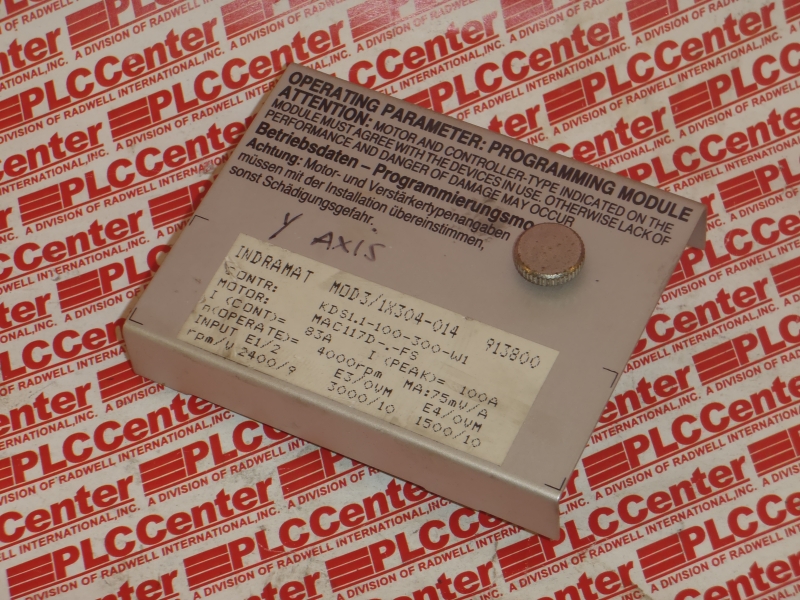 OPERATING PARAMETER: PROGRAMMING MODULE
ATTENTION: MOTOR AND CONTROLLER-TYPE INDICATED ON THE
MODULE MUST AGREE WITH THE DEVICES IN USE. OTHERWISE LACK OF
PERFORMANCE AND DANGER OF DAMAGE MAY OCCUR.
Betriebsdaten – Programmierungsmo
Achtung: Motor- und Verstärkertypenangaben
müssen mit der Installation übereinstimmen,
sonst Schädigungsgefahr.
Y AXIS
INDRAMAT MOD3/1X304-014 913800
CONTR: KDS1.1-100-300-W1
MOTOR: MAC117D-.-FS
I (CONT)= 83A I (PEAK)= 100A
n(OPERATE)= 4000rpm MA:75mV/A
INPUT E1/2 E3/0VM E4/0VM
rpm/V 2400/9 3000/10 1500/10
PLCCenter
A DIVISION OF RADWELL INTERNATIONAL, INC.